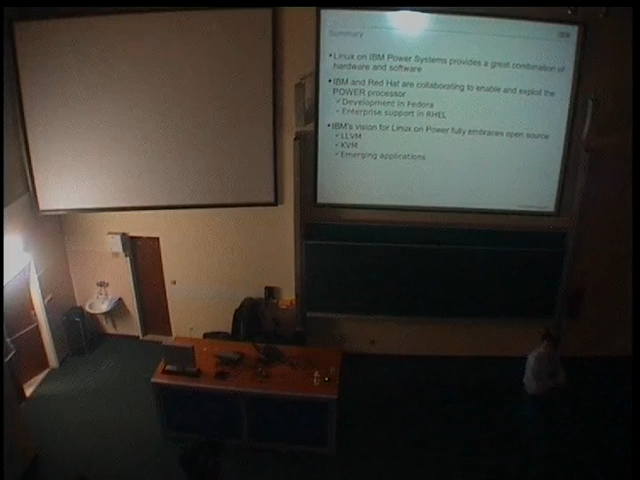 Summary
IBM
•Linux on IBM Power Systems provides a great combination of
hardware and software
•IBM and Red Hat are collaborating to enable and exploit the
POWER processor
✓Development in Fedora
✓Enterprise support in RHEL
•IBM's vision for Linux on Power fully embraces open source
✓LLVM
✓KVM
✓Emerging applications